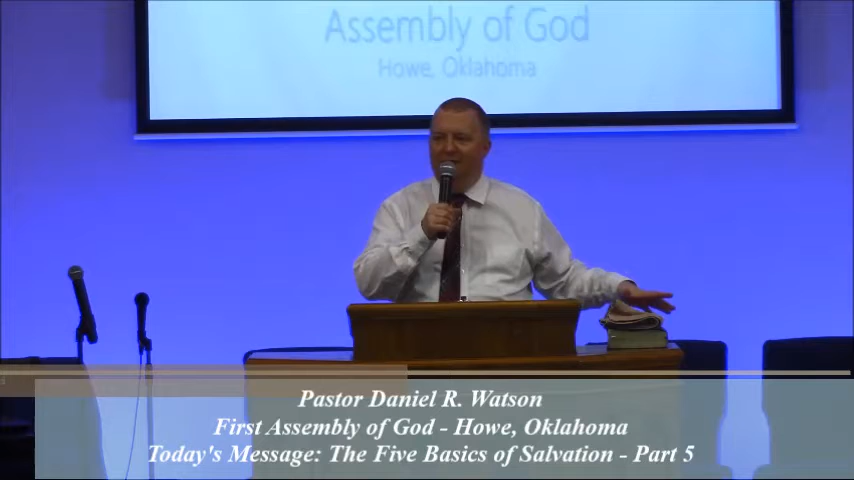 Assembly of God
Howe, Oklahoma
Pastor Daniel R. Watson
First Assembly of God - Howe, Oklahoma
Today's Message: The Five Basics of Salvation - Part 5